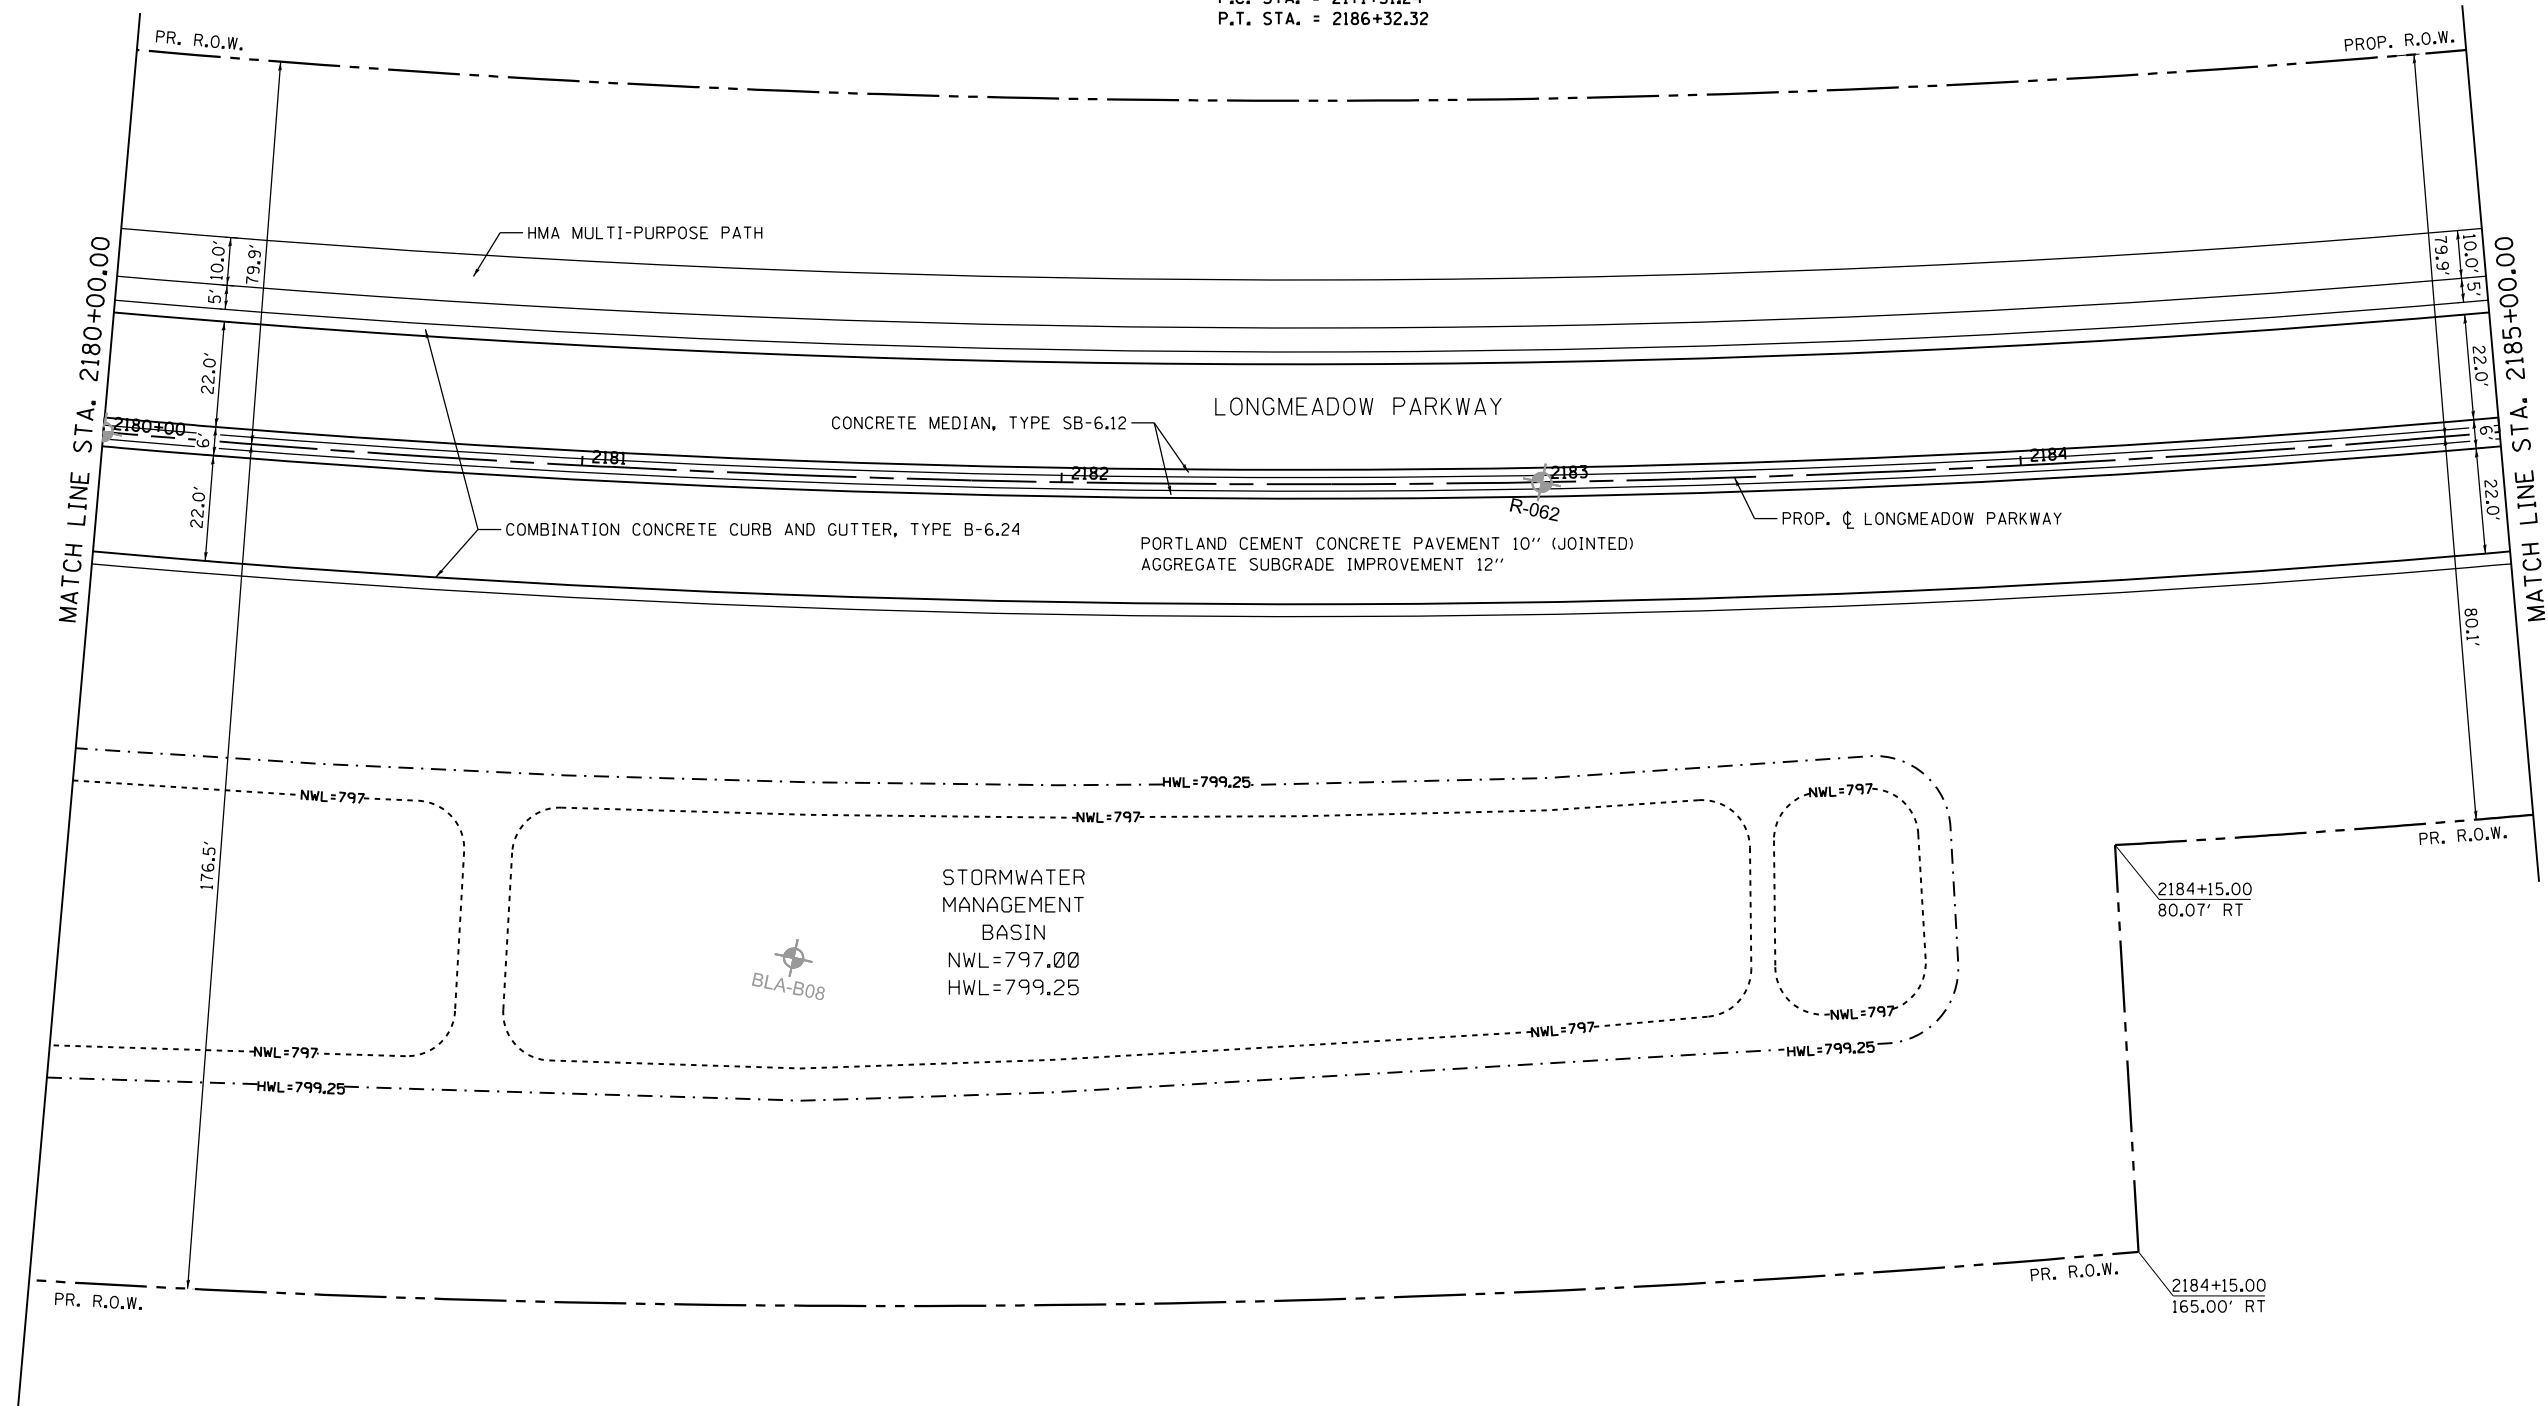 P.T. STA. = 2186+32.32
PR. R.O.W.
PROP. R.O.W.
HMA MULTI-PURPOSE PATH
10.0'
79.9'
5'
22.0'
6'
22.0'
176.5'
MATCH LINE STA. 2180+00.00
2180+00
2181
2182
2183
2184
LONGMEADOW PARKWAY
CONCRETE MEDIAN, TYPE SB-6.12
R-062
PROP. ℄ LONGMEADOW PARKWAY
COMBINATION CONCRETE CURB AND GUTTER, TYPE B-6.24
PORTLAND CEMENT CONCRETE PAVEMENT 10'' (JOINTED)
AGGREGATE SUBGRADE IMPROVEMENT 12''
79.9'
10.0'
5'
22.0'
6'
22.0'
80.1'
MATCH LINE STA. 2185+00.00
HWL=799.25
NWL=797
NWL=797
NWL=797
STORMWATER
MANAGEMENT
BASIN
NWL=797.00
HWL=799.25
BLA-B08
PR. R.O.W.
2184+15.00
80.07' RT
NWL=797
NWL=797
NWL=797
HWL=799.25
HWL=799.25
PR. R.O.W.
PR. R.O.W.
2184+15.00
165.00' RT